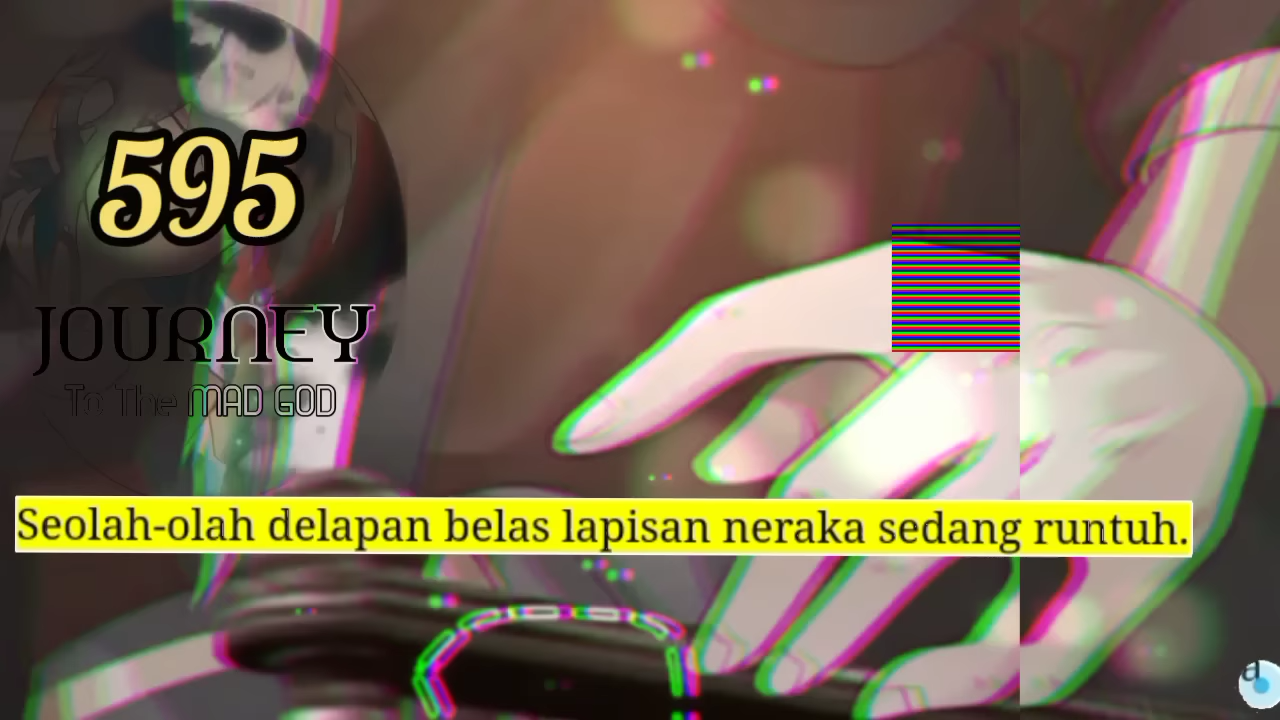 595
JOURNEY
To The MAD GOD
Seolah-olah delapan belas lapisan neraka sedang runtuh.
a